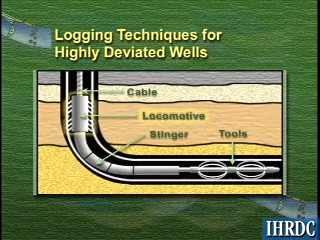 Logging Techniques for
Highly Deviated Wells
Cable
Locomotive
Stinger
Tools
IHRDC